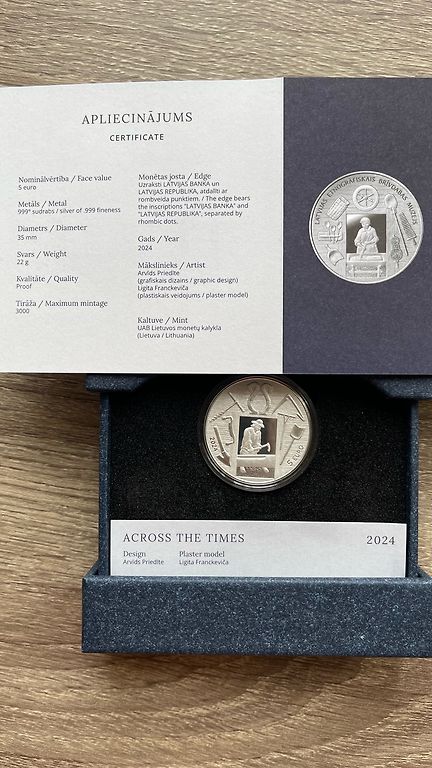 APLIECINĀJUMS
CERTIFICATE
Nominālvērtība / Face value
5 euro
Metāls / Metal
999° sudrabs / silver of .999 fineness
Diametrs / Diameter
35 mm
Svars / Weight
22 g
Kvalitāte / Quality
Proof
Tirāža / Maximum mintage
3000
Monētas josta / Edge
Uzraksti LATVIJAS BANKA un
LATVIJAS REPUBLIKA, atdalīti ar
rombveida punktiem. / The edge bears
the inscriptions "LATVIJAS BANKA" and
"LATVIJAS REPUBLIKA", separated by
rhombic dots.
Gads / Year
2024
Mākslinieks / Artist
Arvīds Priedīte
(grafiskais dizains / graphic design)
Ligita Franckeviča
(plastiskais veidojums / plaster model)
Kaltuve / Mint
UAB Lietuvos monetų kalykla
(Lietuva / Lithuania)
LATVIJAS ETNOGRĀFISKAIS BRĪVDABAS MUZEJS
2024
5 EURO
ACROSS THE TIMES
2024
Design
Arvīds Priedīte
Plaster model
Ligita Franckeviča